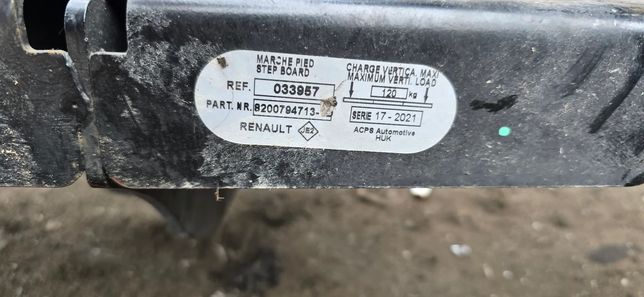 MARCHE PIED
STEP BOARD
REF. 033957
PART. NR. 8200794713-
RENAULT JE2
CHARGE VERTICA. MAXI
MAXIMUM VERTI. LOAD
120 kg
SERIE 17-2021
ACPS Automotive
HUK